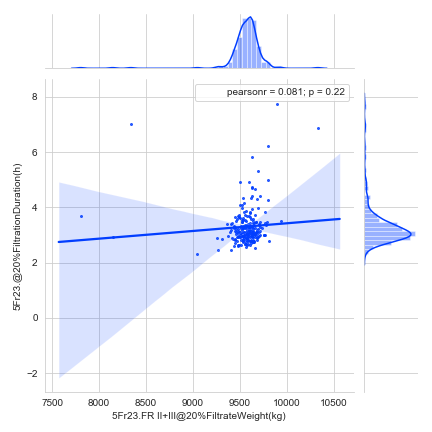 pearsonr = 0.081; p = 0.22
8
6
4
2
0
−2
5Fr23.@20%FiltrationDuration(h)
7500 8000 8500 9000 9500 10000 10500
5Fr23.FR II+III@20%FiltrateWeight(kg)